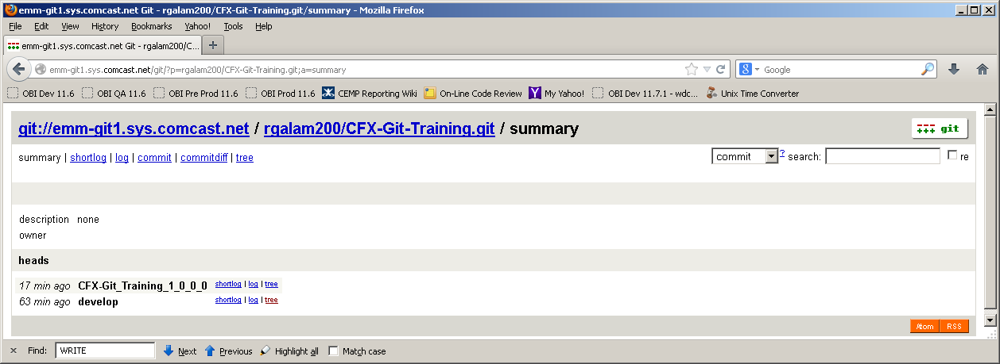 emm-git1.sys.comcast.net Git - rgalam200/CFX-Git-Training.git/summary - Mozilla Firefox
File Edit View History Bookmarks Yahoo! Tools Help
emm-git1.sys.comcast.net Git - rgalam200/C...
emm-git1.sys.comcast.net/git/?p=rgalam200/CFX-Git-Training.git;a=summary
Google
OBI Dev 11.6 OBI QA 11.6 OBI Pre Prod 11.6 OBI Prod 11.6 CEMP Reporting Wiki On-Line Code Review My Yahoo! OBI Dev 11.7.1 - wdc... Unix Time Converter
git://emm-git1.sys.comcast.net / rgalam200/CFX-Git-Training.git / summary
git
summary | shortlog | log | commit | commitdiff | tree
commit ? search: re
description none
owner
heads
17 min ago CFX-Git_Training_1_0_0_0 shortlog | log | tree
63 min ago develop shortlog | log | tree
Atom RSS
Find: WRITE Next Previous Highlight all Match case